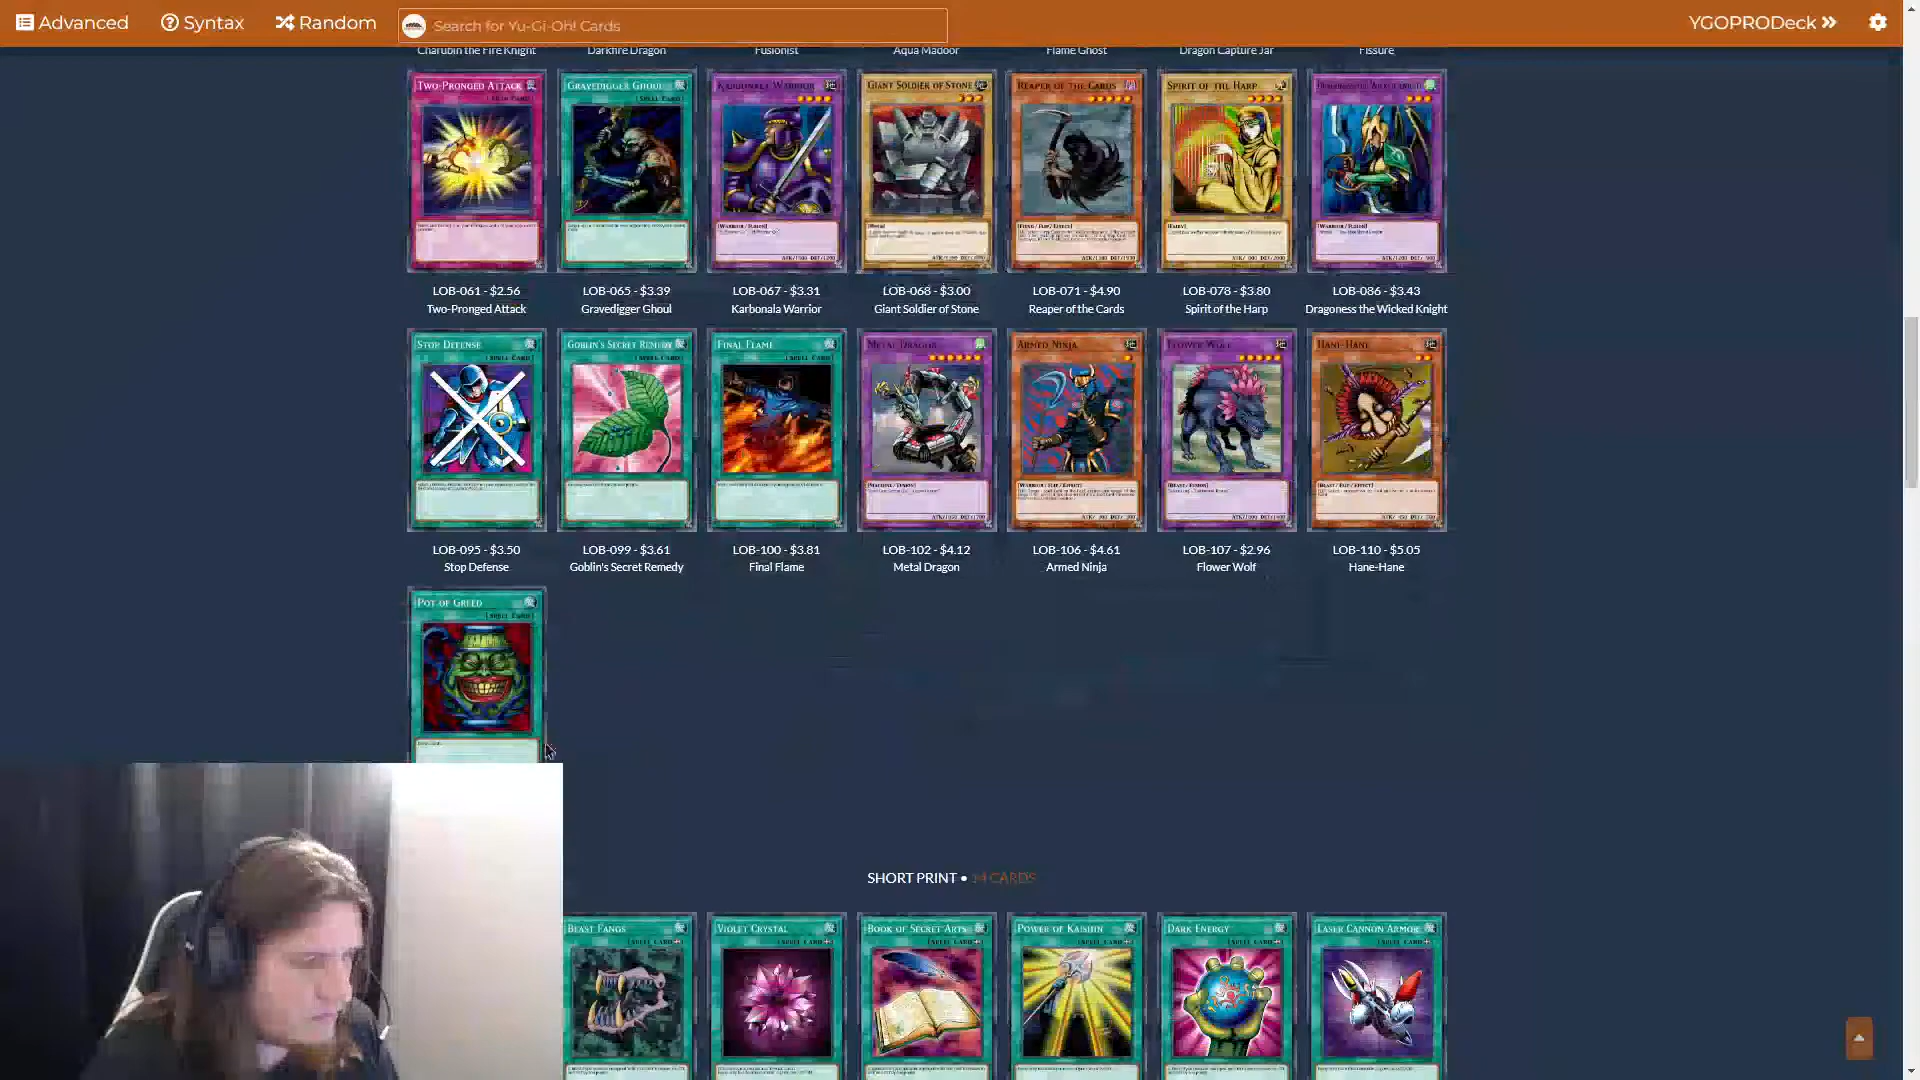 Advanced
Syntax
Random
Search for Yu-Gi-Oh! Cards
YGOPRODeck
Charubin the Fire Knight
Darkfire Dragon
Fusionist
Aqua Madoor
Flame Ghost
Dragon Capture Jar
Fissure
TWO-PRONGED ATTACK
GRAVEDIGGER GHOUL
KARBONALA WARRIOR
GIANT SOLDIER OF STONE
REAPER OF THE CARDS
SPIRIT OF THE HARP
LOB-061 - $2.56
Two-Pronged Attack
LOB-065 - $3.39
Gravedigger Ghoul
LOB-067 - $3.31
Karbonala Warrior
LOB-068 - $3.00
Giant Soldier of Stone
LOB-071 - $4.90
Reaper of the Cards
LOB-078 - $3.80
Spirit of the Harp
LOB-086 - $3.43
Dragoness the Wicked Knight
STOP DEFENSE
GOBLIN'S SECRET REMEDY
FINAL FLAME
METAL DRAGON
ARMED NINJA
FLOWER WOLF
HANE-HANE
LOB-095 - $3.50
Stop Defense
LOB-099 - $3.61
Goblin's Secret Remedy
LOB-100 - $3.81
Final Flame
LOB-102 - $4.12
Metal Dragon
LOB-106 - $4.61
Armed Ninja
LOB-107 - $2.96
Flower Wolf
LOB-110 - $5.05
Hane-Hane
POT OF GREED
[SPELL CARD]
SHORT PRINT • 14 CARDS
BEAST FANGS
VIOLET CRYSTAL
BOOK OF SECRET ARTS
POWER OF KAISHIN
DARK ENERGY
LASER CANNON ARMOR